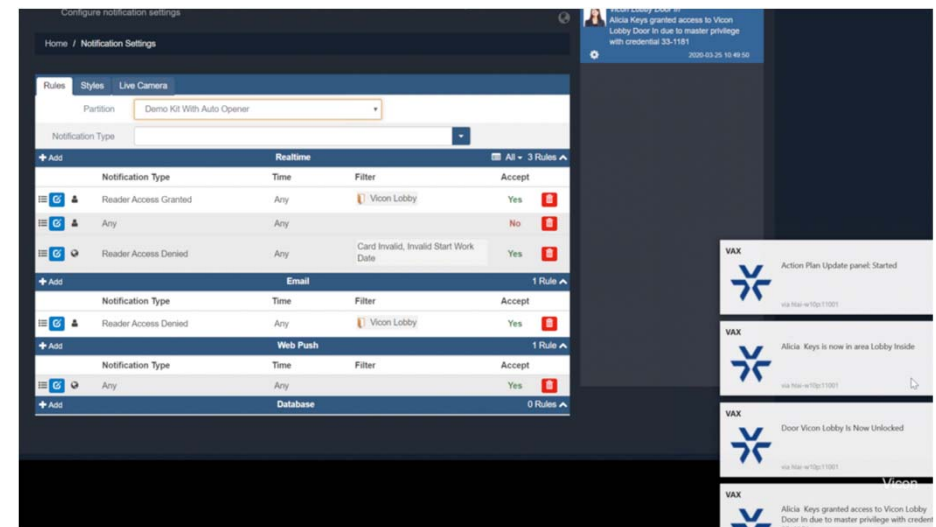 Configure notification settings
Home / Notification Settings
Rules Styles Live Camera
Partition Demo Kit With Auto Opener
Notification Type
+ Add Realtime All 3 Rules
Notification Type Time Filter Accept
Reader Access Granted Any Vicon Lobby Yes
Any Any No
Reader Access Denied Any Card Invalid, Invalid Start Work
Date Yes
+ Add Email 1 Rule
Notification Type Time Filter Accept
Reader Access Denied Any Vicon Lobby Yes
+ Add Web Push 1 Rule
Notification Type Time Filter Accept
Any Any Yes
+ Add Database 0 Rules
Vicon Lobby Door In
Alicia Keys granted access to Vicon
Lobby Door In due to master privilege
with credential 33-1181
2020-03-25 10:49:50
VAX
Action Plan Update panel: Started
VAX
Alicia Keys is now in area Lobby Inside
VAX
Door Vicon Lobby Is Now Unlocked
Vicon
VAX
Alicia Keys granted access to Vicon Lobby
Door In due to master privilege with credent